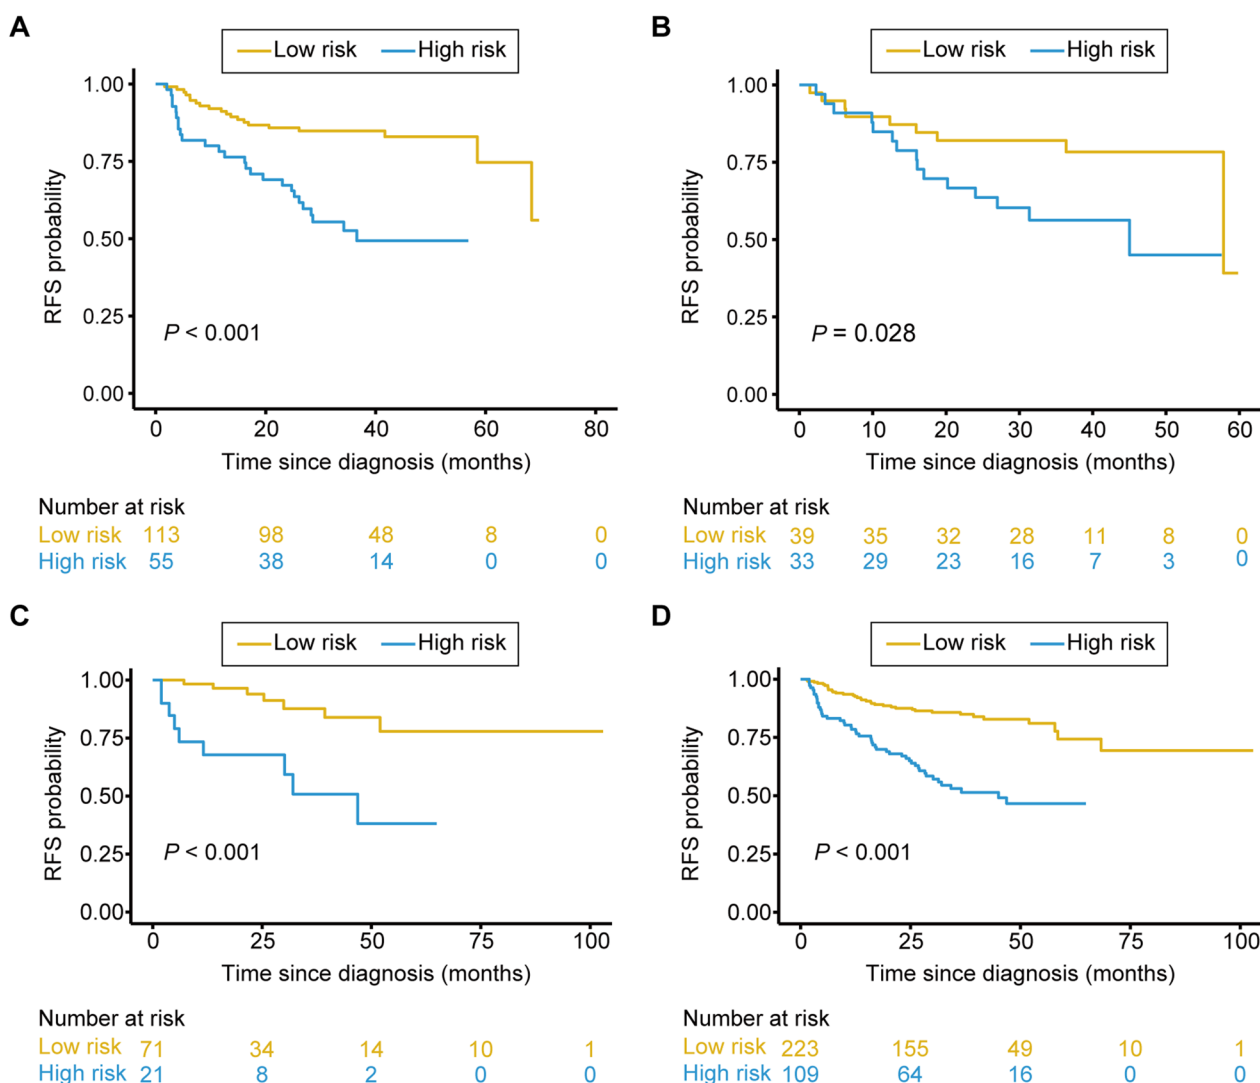 A
Low risk High risk
RFS probability
1.00
0.75
0.50
0.25
0.00
P < 0.001
0 20 40 60 80
Time since diagnosis (months)
Number at risk
Low risk 113 98 48 8 0
High risk 55 38 14 0 0
B
Low risk High risk
RFS probability
1.00
0.75
0.50
0.25
0.00
P = 0.028
0 10 20 30 40 50 60
Time since diagnosis (months)
Number at risk
Low risk 39 35 32 28 11 8 0
High risk 33 29 23 16 7 3 0
C
Low risk High risk
RFS probability
1.00
0.75
0.50
0.25
0.00
P < 0.001
0 25 50 75 100
Time since diagnosis (months)
Number at risk
Low risk 71 34 14 10 1
High risk 21 8 2 0 0
D
Low risk High risk
RFS probability
1.00
0.75
0.50
0.25
0.00
P < 0.001
0 25 50 75 100
Time since diagnosis (months)
Number at risk
Low risk 223 155 49 10 1
High risk 109 64 16 0 0